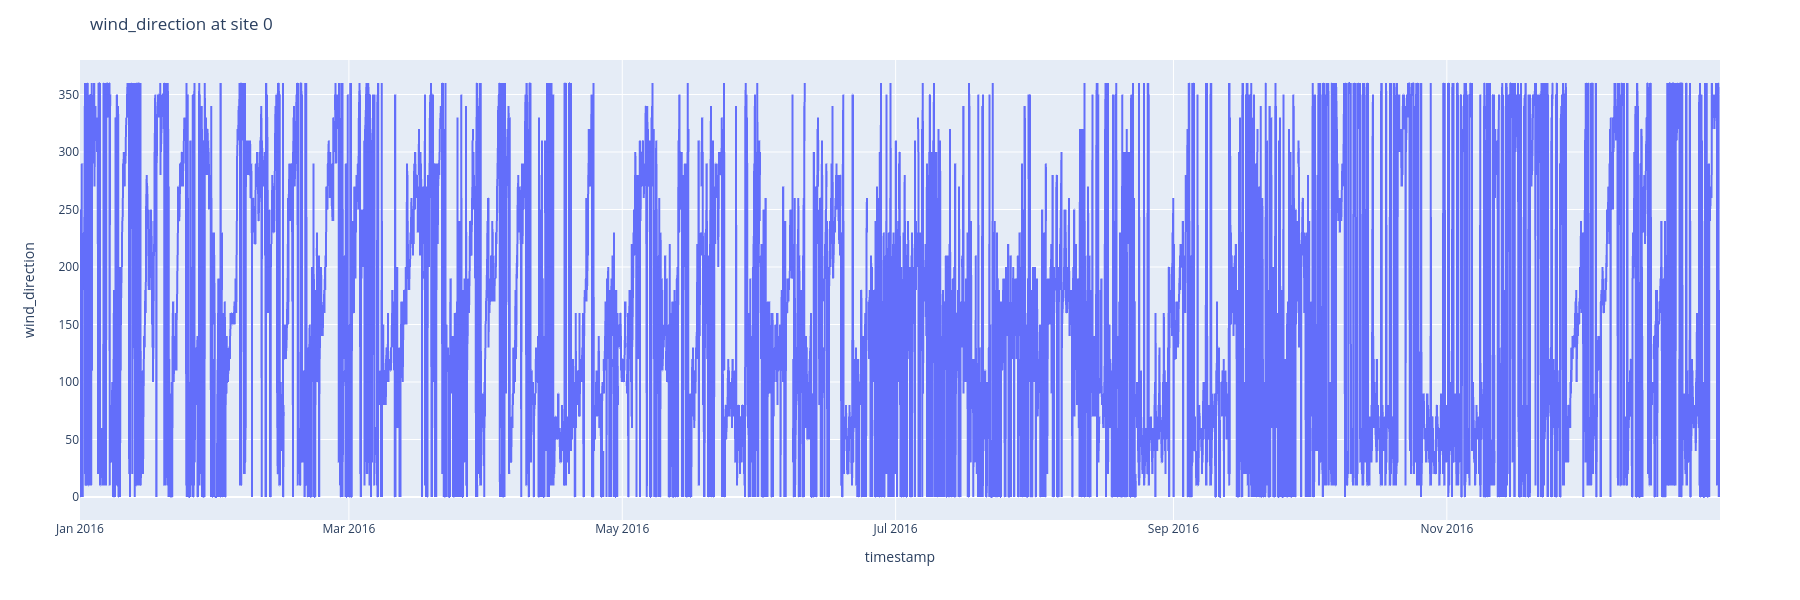 wind_direction at site 0
wind_direction
350
300
250
200
150
100
50
0
Jan 2016
Mar 2016
May 2016
Jul 2016
Sep 2016
Nov 2016
timestamp